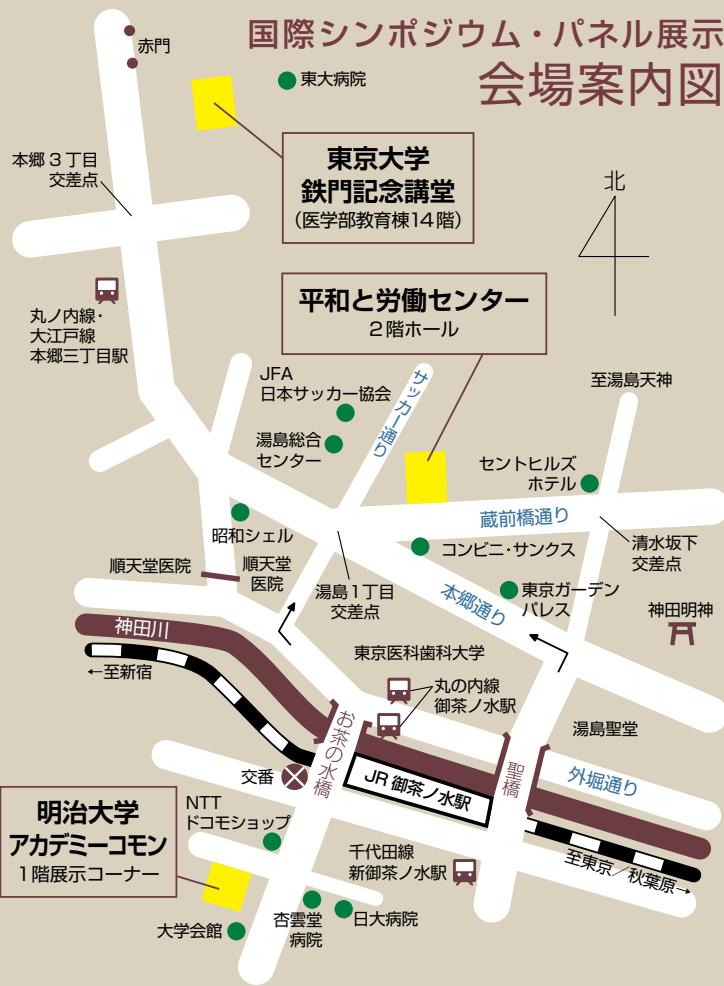 国際シンポジウム・パネル展示
会場案内図
赤門
東大病院
東京大学
鉄門記念講堂
(医学部教育棟14階)
本郷3丁目
交差点
北
平和と労働センター
2階ホール
丸ノ内線・
大江戸線
本郷三丁目駅
JFA
日本サッカー協会
サッカー通り
至湯島天神
湯島総合
センター
セントヒルズ
ホテル
蔵前橋通り
昭和シェル
コンビニ・サンクス
清水坂下
交差点
順天堂医院
順天堂
医院
湯島1丁目
交差点
本郷通り
東京ガーデン
パレス
神田明神
神田川
←至新宿
東京医科歯科大学
丸の内線
御茶ノ水駅
お茶の水橋
湯島聖堂
交番
JR 御茶ノ水駅
聖橋
外堀通り
明治大学
アカデミーコモン
1階展示コーナー
NTT
ドコモショップ
千代田線
新御茶ノ水駅
至東京/秋葉原→
大学会館
杏雲堂
病院
日大病院